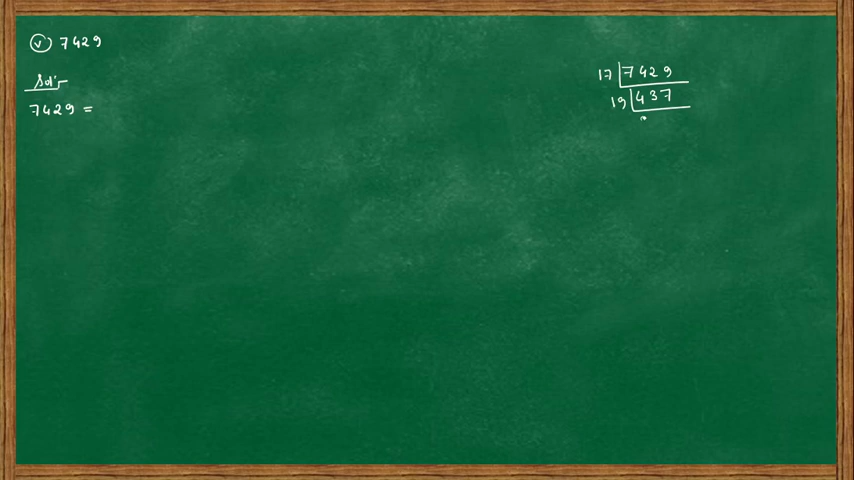 (v) 7429
Sol:-
7429 =
17 | 7429
19 | 437